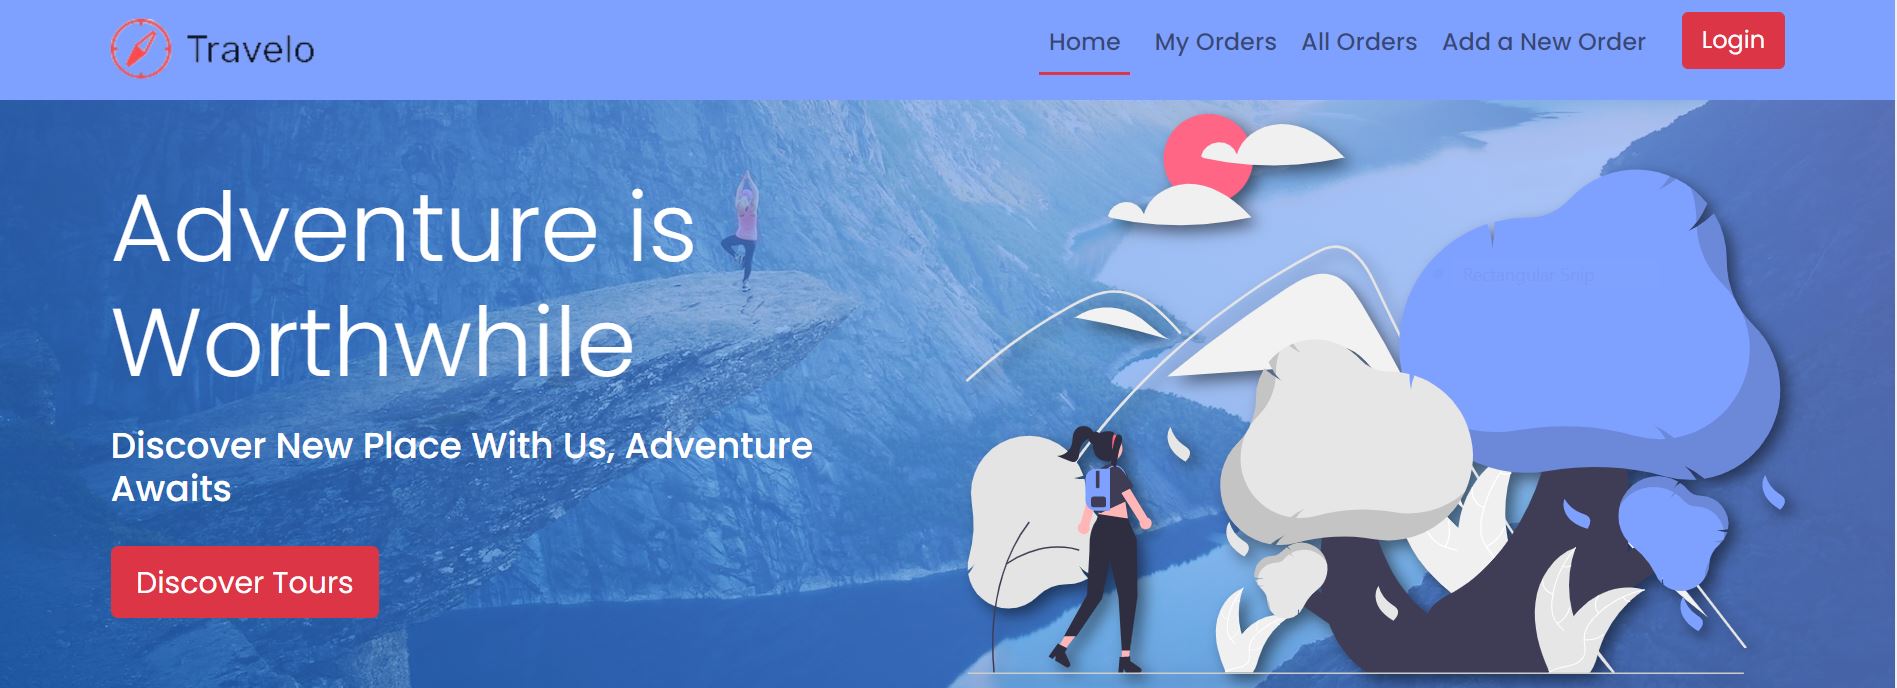 Travelo
Home My Orders All Orders Add a New Order Login
Adventure is
Worthwhile
Rectangular Snip
Discover New Place With Us, Adventure
Awaits
Discover Tours